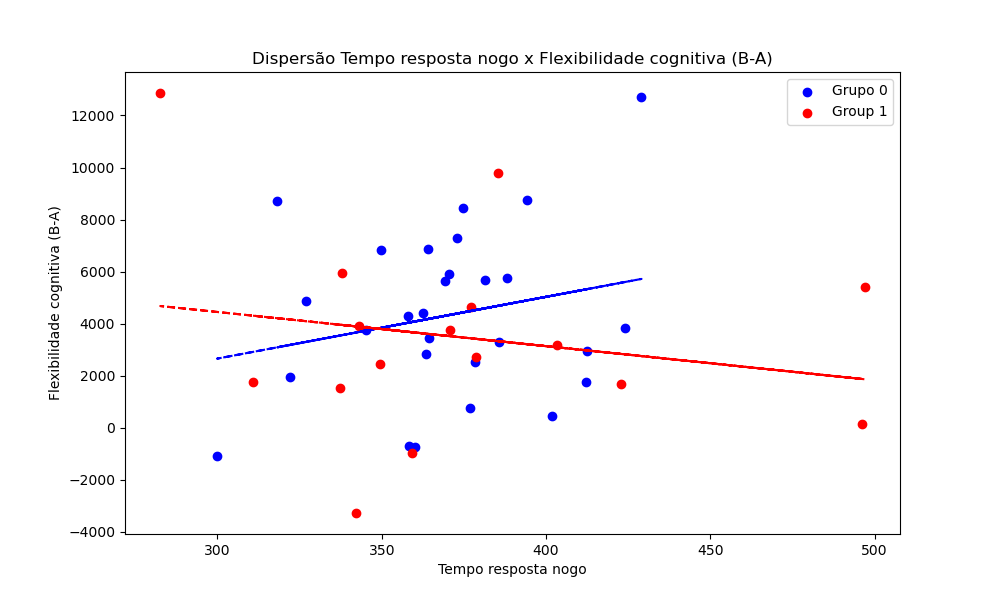 Dispersão Tempo resposta nogo x Flexibilidade cognitiva (B-A)
Grupo 0
Group 1
Flexibilidade cognitiva (B-A)
12000
10000
8000
6000
4000
2000
0
−2000
−4000
300 350 400 450 500
Tempo resposta nogo